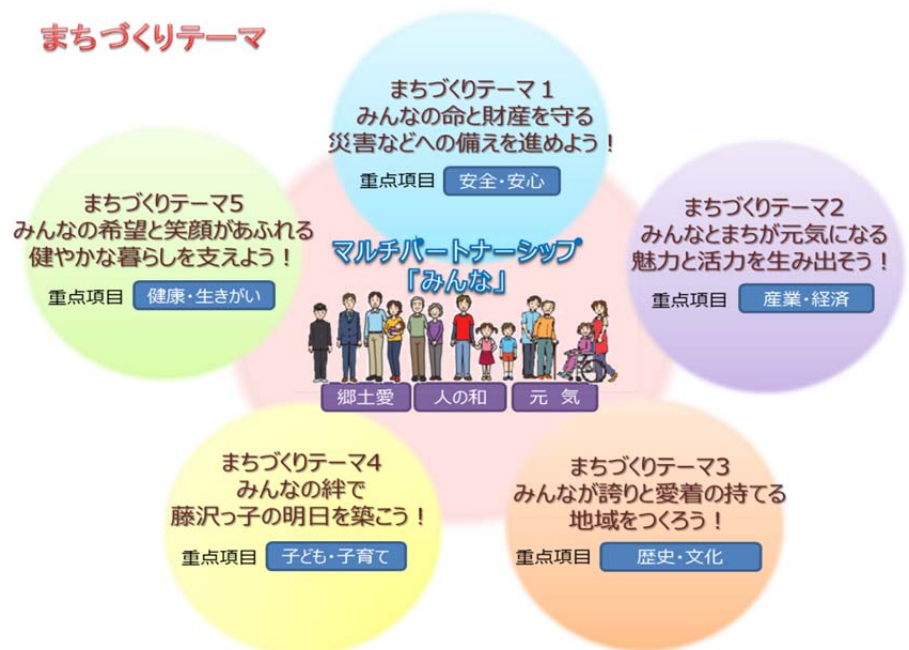 まちづくりテーマ
まちづくりテーマ1
みんなの命と財産を守る
災害などへの備えを進めよう！
重点項目 安全・安心
まちづくりテーマ5
みんなの希望と笑顔があふれる
健やかな暮らしを支えよう！
重点項目 健康・生きがい
まちづくりテーマ2
みんなとまちが元気になる
魅力と活力を生み出そう！
重点項目 産業・経済
マルチパートナーシップ
「みんな」
郷土愛 人の和 元 気
まちづくりテーマ4
みんなの絆で
藤沢っ子の明日を築こう！
重点項目 子ども・子育て
まちづくりテーマ3
みんなが誇りと愛着の持てる
地域をつくろう！
重点項目 歴史・文化